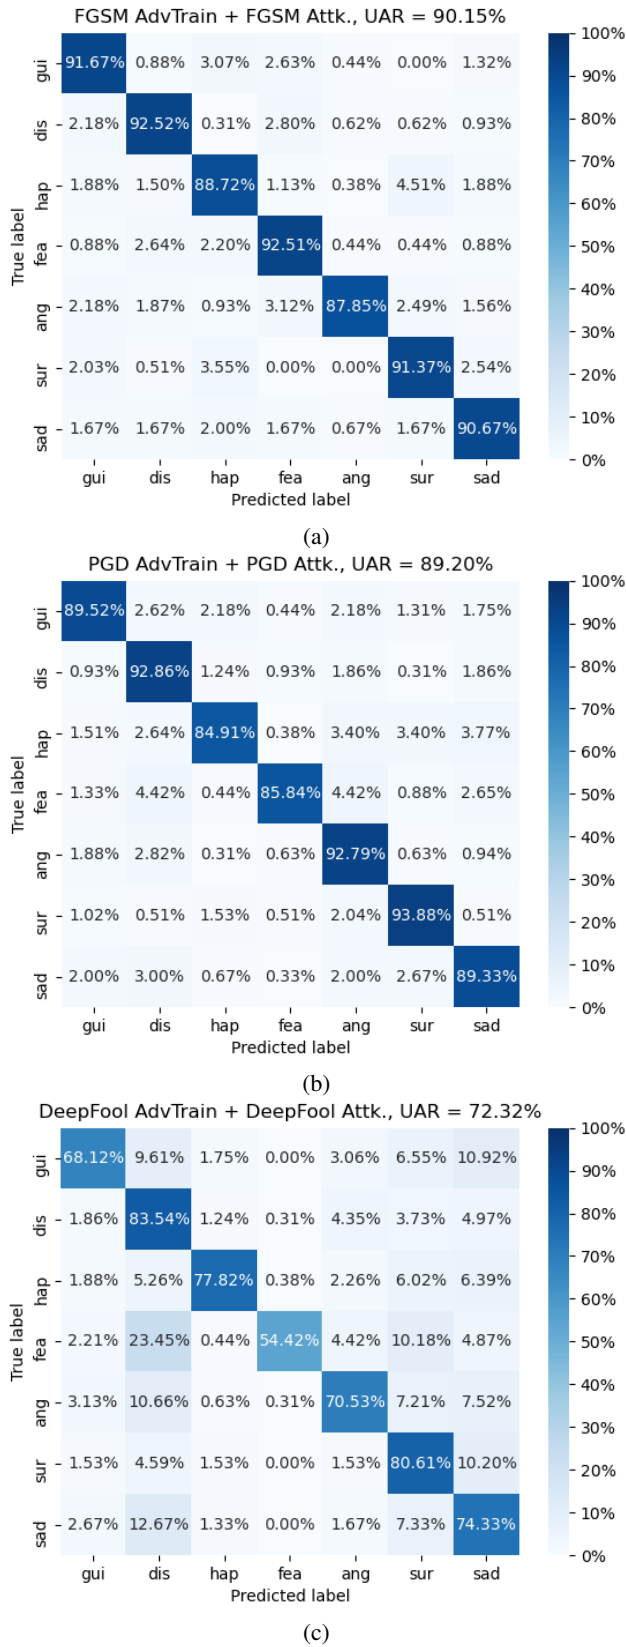 FGSM AdvTrain + FGSM Attk., UAR = 90.15%
gui 91.67% 0.88% 3.07% 2.63% 0.44% 0.00% 1.32%
dis 2.18% 92.52% 0.31% 2.80% 0.62% 0.62% 0.93%
hap 1.88% 1.50% 88.72% 1.13% 0.38% 4.51% 1.88%
fea 0.88% 2.64% 2.20% 92.51% 0.44% 0.44% 0.88%
ang 2.18% 1.87% 0.93% 3.12% 87.85% 2.49% 1.56%
sur 2.03% 0.51% 3.55% 0.00% 0.00% 91.37% 2.54%
sad 1.67% 1.67% 2.00% 1.67% 0.67% 1.67% 90.67%
gui dis hap fea ang sur sad
Predicted label
True label
100%
90%
80%
70%
60%
50%
40%
30%
20%
10%
0%
(a)
PGD AdvTrain + PGD Attk., UAR = 89.20%
gui 89.52% 2.62% 2.18% 0.44% 2.18% 1.31% 1.75%
dis 0.93% 92.86% 1.24% 0.93% 1.86% 0.31% 1.86%
hap 1.51% 2.64% 84.91% 0.38% 3.40% 3.40% 3.77%
fea 1.33% 4.42% 0.44% 85.84% 4.42% 0.88% 2.65%
ang 1.88% 2.82% 0.31% 0.63% 92.79% 0.63% 0.94%
sur 1.02% 0.51% 1.53% 0.51% 2.04% 93.88% 0.51%
sad 2.00% 3.00% 0.67% 0.33% 2.00% 2.67% 89.33%
gui dis hap fea ang sur sad
Predicted label
True label
100%
90%
80%
70%
60%
50%
40%
30%
20%
10%
0%
(b)
DeepFool AdvTrain + DeepFool Attk., UAR = 72.32%
gui 68.12% 9.61% 1.75% 0.00% 3.06% 6.55% 10.92%
dis 1.86% 83.54% 1.24% 0.31% 4.35% 3.73% 4.97%
hap 1.88% 5.26% 77.82% 0.38% 2.26% 6.02% 6.39%
fea 2.21% 23.45% 0.44% 54.42% 4.42% 10.18% 4.87%
ang 3.13% 10.66% 0.63% 0.31% 70.53% 7.21% 7.52%
sur 1.53% 4.59% 1.53% 0.00% 1.53% 80.61% 10.20%
sad 2.67% 12.67% 1.33% 0.00% 1.67% 7.33% 74.33%
gui dis hap fea ang sur sad
Predicted label
True label
100%
90%
80%
70%
60%
50%
40%
30%
20%
10%
0%
(c)